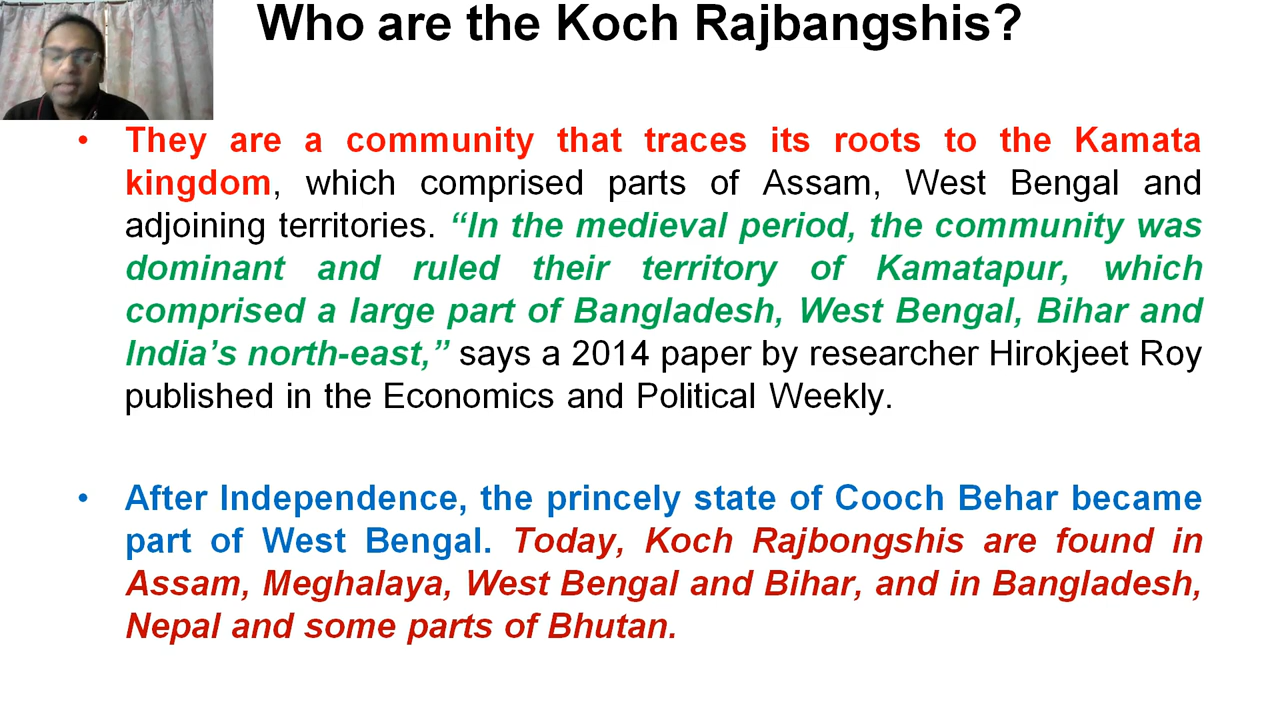 Who are the Koch Rajbangshis?
• They are a community that traces its roots to the Kamata
kingdom, which comprised parts of Assam, West Bengal and
adjoining territories. “In the medieval period, the community was
dominant and ruled their territory of Kamatapur, which
comprised a large part of Bangladesh, West Bengal, Bihar and
India’s north-east,” says a 2014 paper by researcher Hirokjeet Roy
published in the Economics and Political Weekly.
• After Independence, the princely state of Cooch Behar became
part of West Bengal. Today, Koch Rajbongshis are found in
Assam, Meghalaya, West Bengal and Bihar, and in Bangladesh,
Nepal and some parts of Bhutan.